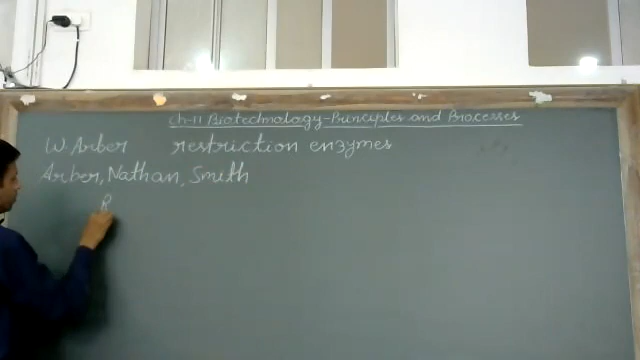 Ch-11 Biotechnology-Principles and Processes
W. Arber restriction enzymes
Arber, Nathan, Smith
R